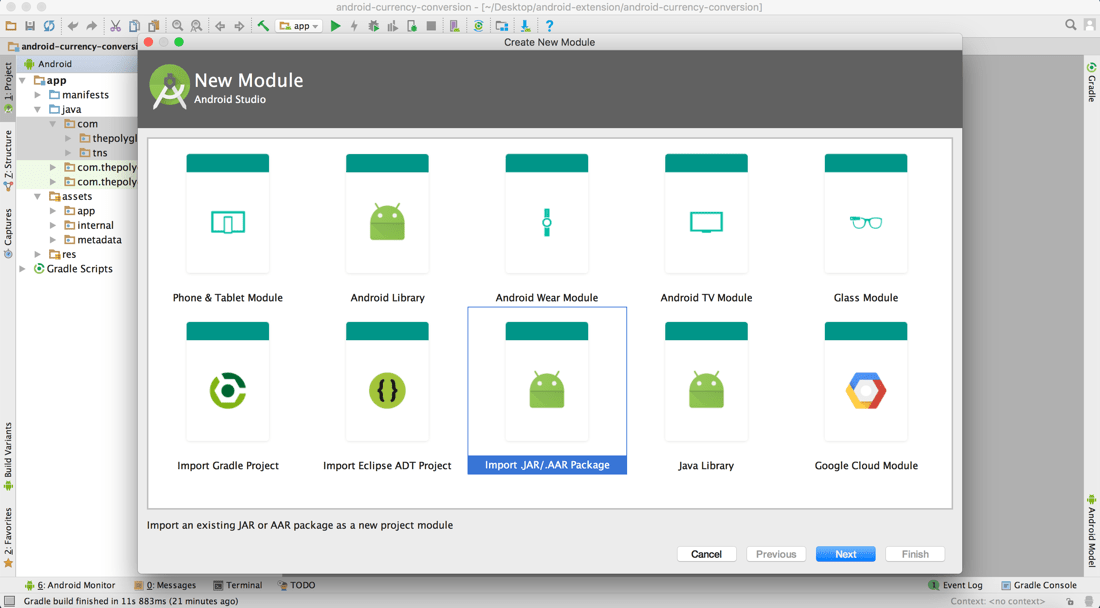 android-currency-conversion - [~/Desktop/android-extension/android-currency-conversion]
app
android-currency-conversi
Create New Module
Android
1: Project
Z: Structure
Captures
Build Variants
2: Favorites
app
manifests
java
com
thepolygl
tns
com.thepoly
com.thepoly
assets
app
internal
metadata
res
Gradle Scripts
New Module
Android Studio
Phone & Tablet Module
Android Library
Android Wear Module
Android TV Module
Glass Module
Import Gradle Project
Import Eclipse ADT Project
Import .JAR/.AAR Package
Java Library
Google Cloud Module
Import an existing JAR or AAR package as a new project module
Cancel
Previous
Next
Finish
Gradle
Android Model
6: Android Monitor
0: Messages
Terminal
TODO
Event Log
Gradle Console
Gradle build finished in 11s 883ms (21 minutes ago)
Context: <no context>